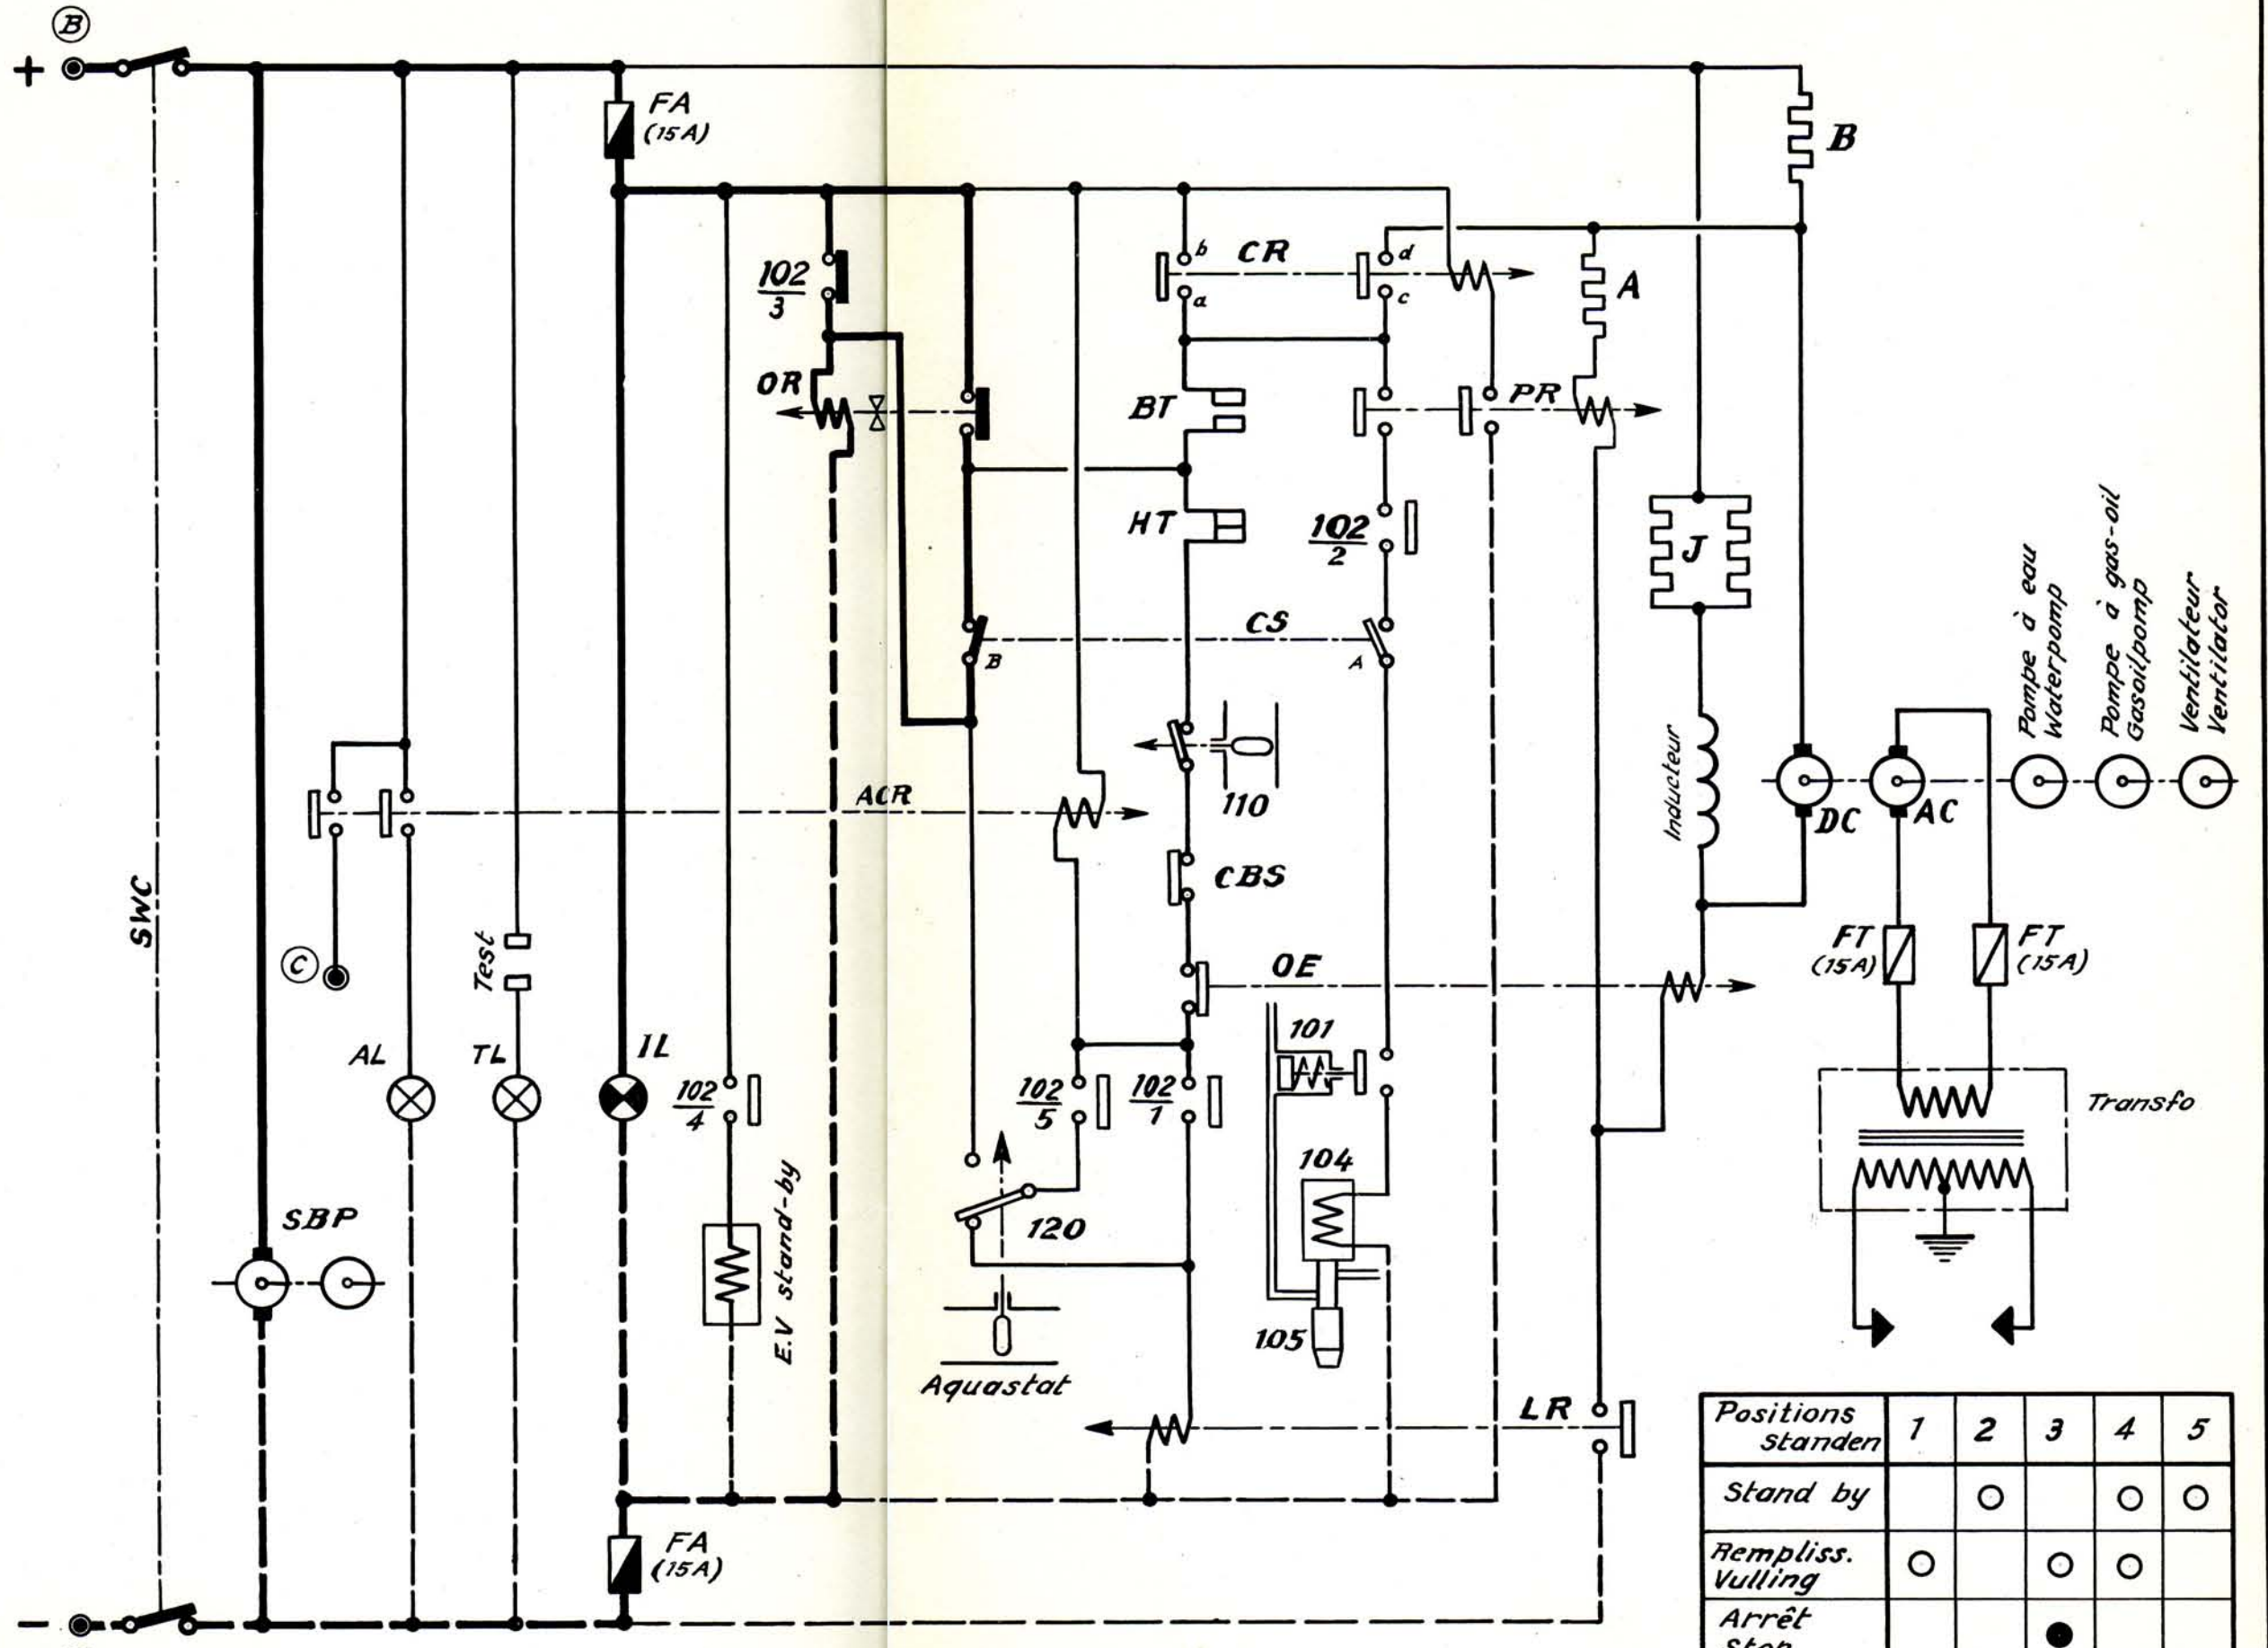 B
+
FA
(15A)
B
102
3
b
CR
a
d
c
A
OR
BT
PR
HT
102
2
J
CS
B
A
Inducteur
Pompe à eau
Waterpomp
Pompe à gas-oil
Gasoilpomp
Ventilateur
Ventilator
110
ACR
DC
AC
CBS
SWC
C
Test
OE
FT
(15A)
FT
(15A)
AL
TL
IL
101
102
4
102
5
102
1
Transfo
104
SBP
E.V stand-by
120
105
Aquastat
LR
FA
(15A)
-
Positions
standen
1
2
3
4
5
Stand by
Rempliss.
Vulling
Arrêt
Stop